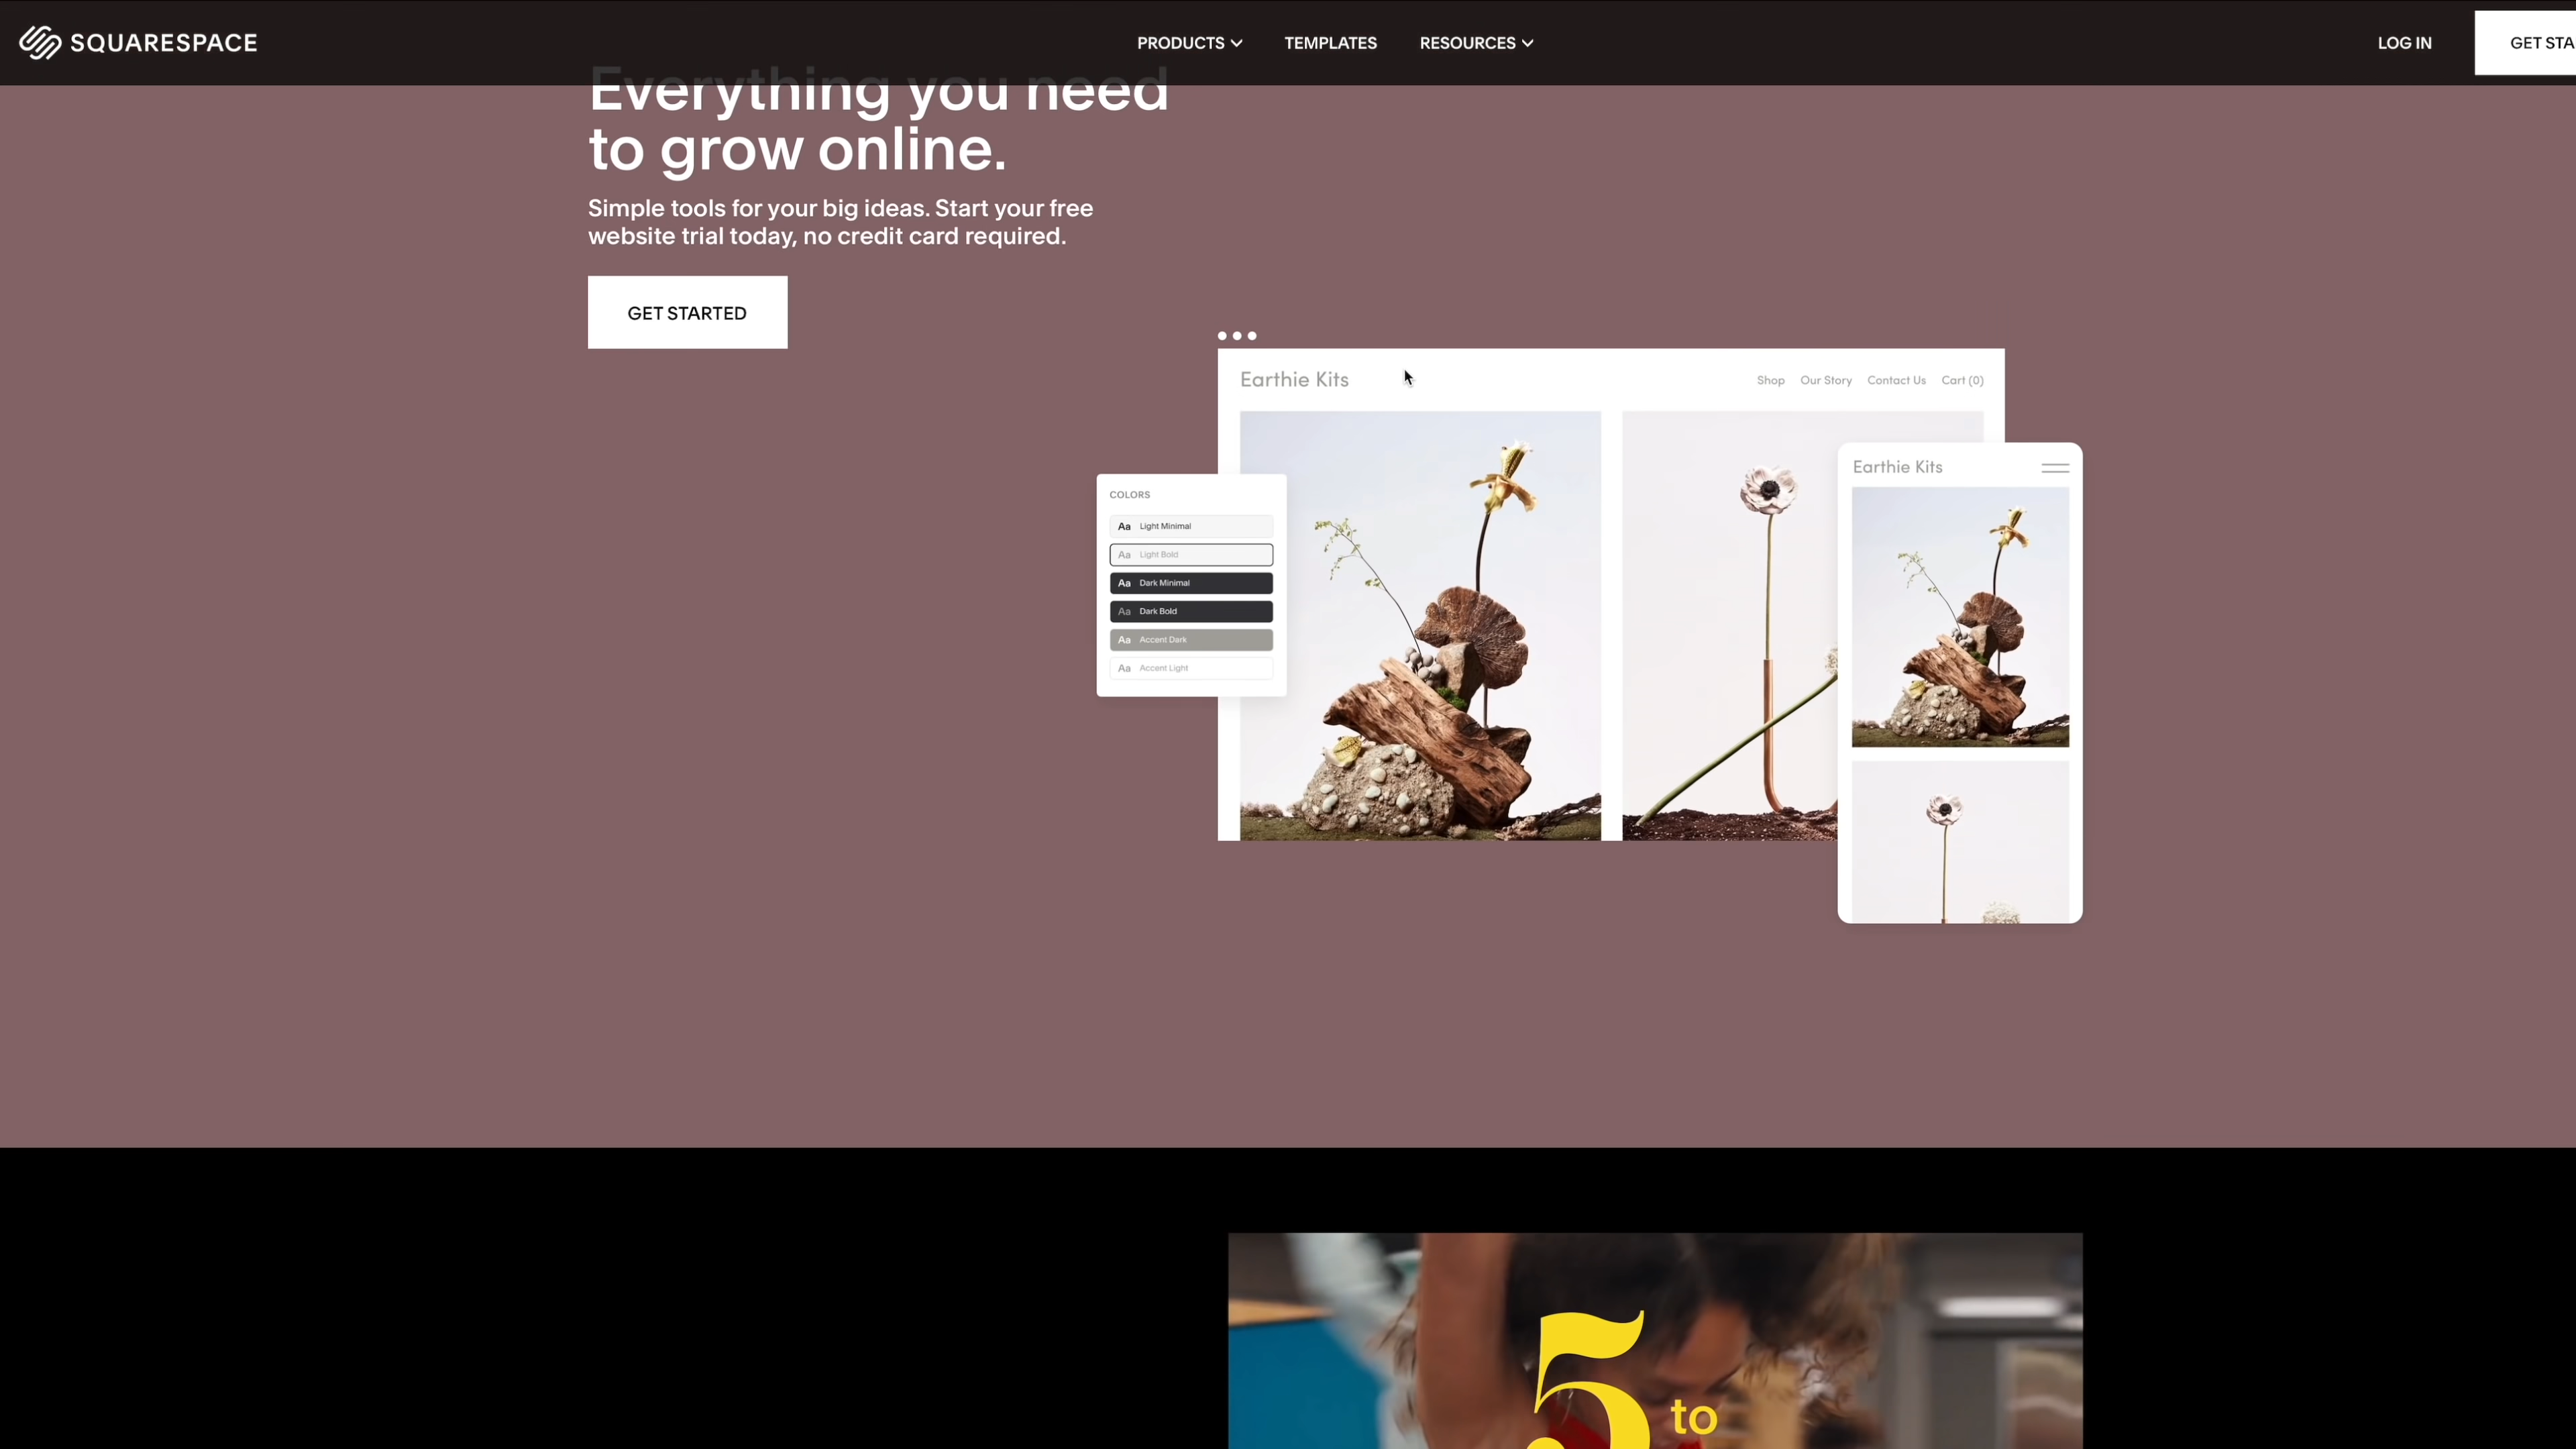 SQUARESPACE
PRODUCTS
TEMPLATES
RESOURCES
LOG IN
GET STA
Everything you need
to grow online.
Simple tools for your big ideas. Start your free
website trial today, no credit card required.
GET STARTED
Earthie Kits
Shop
Our Story
Contact Us
Cart (0)
COLORS
Aa Light Minimal
Aa Light Bold
Aa Dark Minimal
Aa Dark Bold
Aa Accent Dark
Aa Accent Light
Earthie Kits
5 to